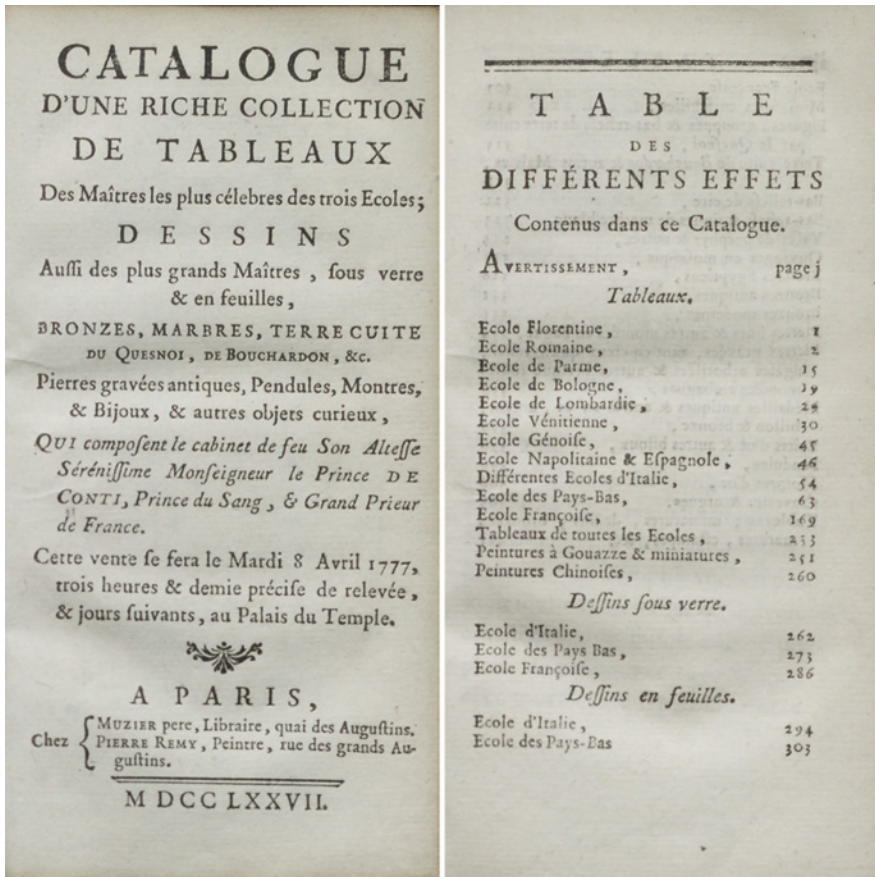 CATALOGUE
D'UNE RICHE COLLECTION
DE TABLEAUX
Des Maîtres les plus célebres des trois Ecoles;
DESSINS
Auſſi des plus grands Maîtres, ſous verre
& en feuilles,
BRONZES, MARBRES, TERRE CUITE
DU QUESNOI, DE BOUCHARDON, &c.
Pierres gravées antiques, Pendules, Montres,
& Bijoux, & autres objets curieux,
QUI compoſent le cabinet de feu Son Alteſſe
Séréniſſime Monſeigneur le Prince DE
CONTI, Prince du Sang, & Grand Prieur
de France.
Cette vente ſe fera le Mardi 8 Avril 1777,
trois heures & demie préciſe de relevée,
& jours ſuivants, au Palais du Temple.
A PARIS,
Chez { MUZIER pere, Libraire, quai des Auguſtins.
PIERRE REMY, Peintre, rue des grands Au-
guſtins.
M DCC LXXVII.
TABLE
DES
DIFFÉRENTS EFFETS
Contenus dans ce Catalogue.
AVERTISSEMENT, page j
Tableaux.
Ecole Florentine, 1
Ecole Romaine, 2
Ecole de Parme, 15
Ecole de Bologne, 19
Ecole de Lombardie, 29
Ecole Vénitienne, 30
Ecole Génoiſe, 45
Ecole Napolitaine & Eſpagnole, 46
Différentes Ecoles d'Italie, 54
Ecole des Pays-Bas, 63
Ecole Françoiſe, 169
Tableaux de toutes les Ecoles, 233
Peintures à Gouazze & miniatures, 251
Peintures Chinoiſes, 260
Deſſins ſous verre.
Ecole d'Italie, 262
Ecole des Pays Bas, 273
Ecole Françoiſe, 286
Deſſins en feuilles.
Ecole d'Italie, 294
Ecole des Pays-Bas 303